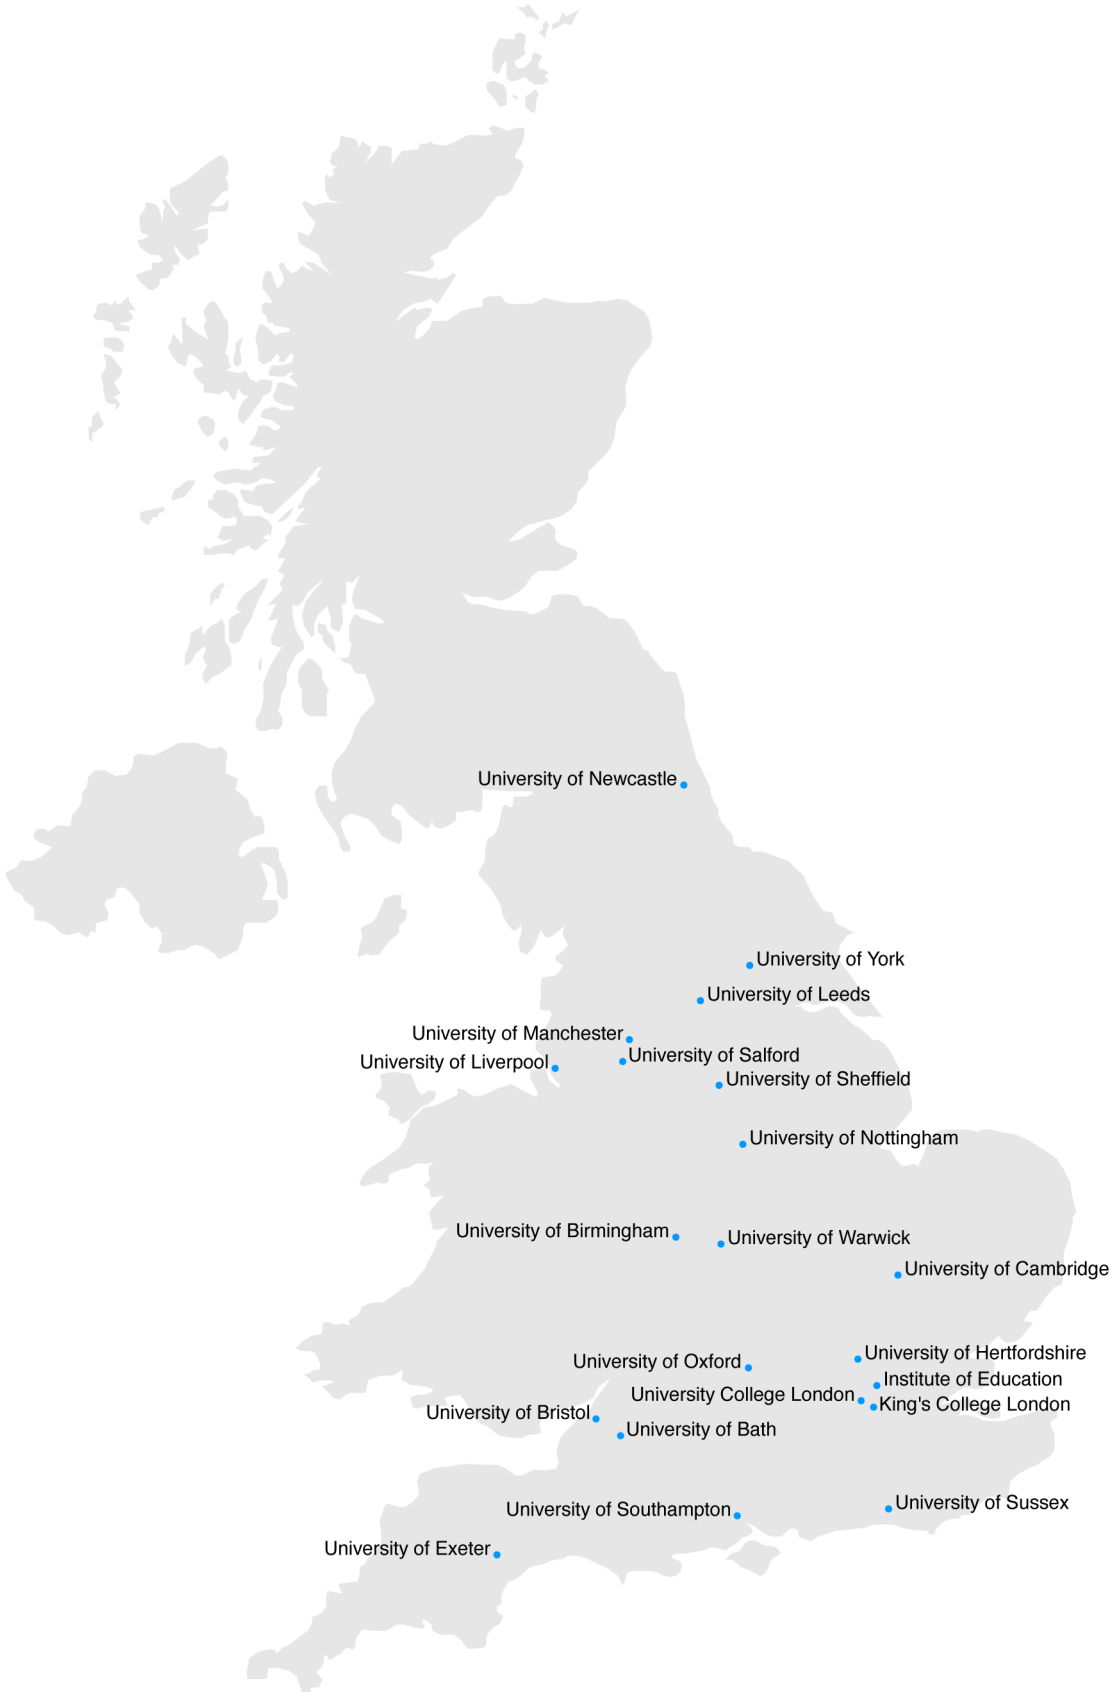 University of Newcastle
University of York
University of Leeds
University of Manchester
University of Salford
University of Liverpool
University of Sheffield
University of Nottingham
University of Birmingham
University of Warwick
University of Cambridge
University of Hertfordshire
University of Oxford
Institute of Education
University College London
King's College London
University of Bristol
University of Bath
University of Sussex
University of Southampton
University of Exeter